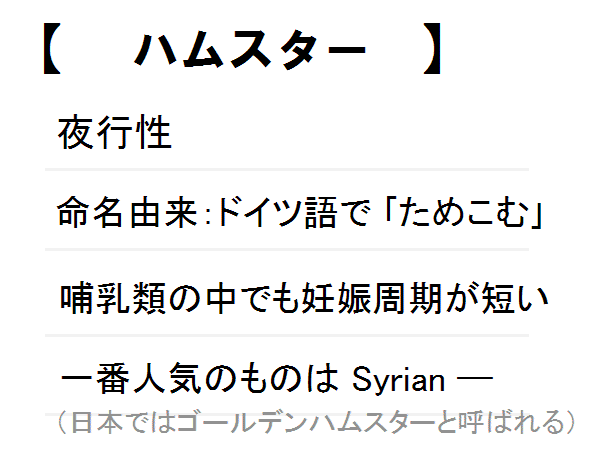 【 ハムスター 】
夜行性
命名由来：ドイツ語で「ためこむ」
哺乳類の中でも妊娠周期が短い
一番人気のものは Syrian ―
（日本ではゴールデンハムスターと呼ばれる）